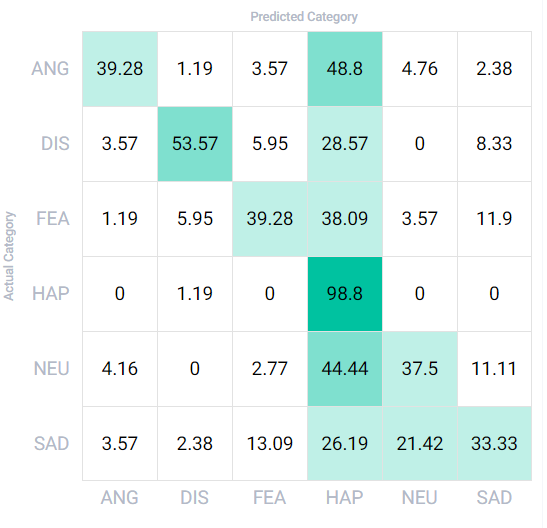 Predicted Category
ANG 39.28 1.19 3.57 48.8 4.76 2.38
DIS 3.57 53.57 5.95 28.57 0 8.33
Actual Category
FEA 1.19 5.95 39.28 38.09 3.57 11.9
HAP 0 1.19 0 98.8 0 0
NEU 4.16 0 2.77 44.44 37.5 11.11
SAD 3.57 2.38 13.09 26.19 21.42 33.33
ANG DIS FEA HAP NEU SAD